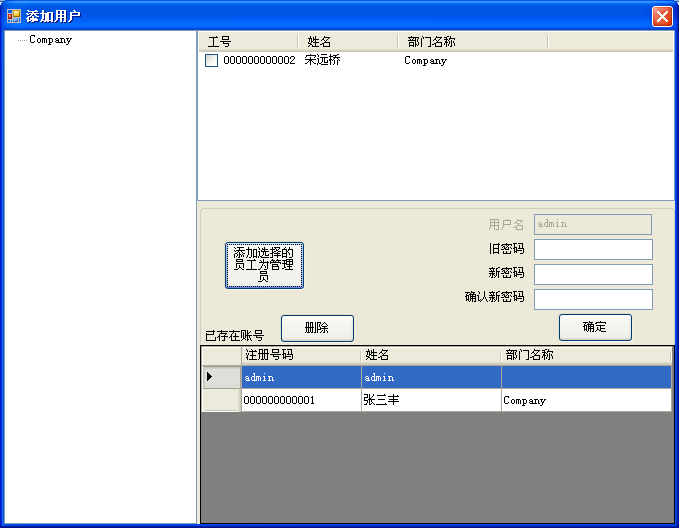 添加用户
Company
工号 姓名 部门名称
000000000002 宋远桥 Company
用户名 admin
添加选择的
员工为管理
员
旧密码
新密码
确认新密码
已存在账号 删除 确定
注册号码 姓名 部门名称
admin admin
000000000001 张三丰 Company